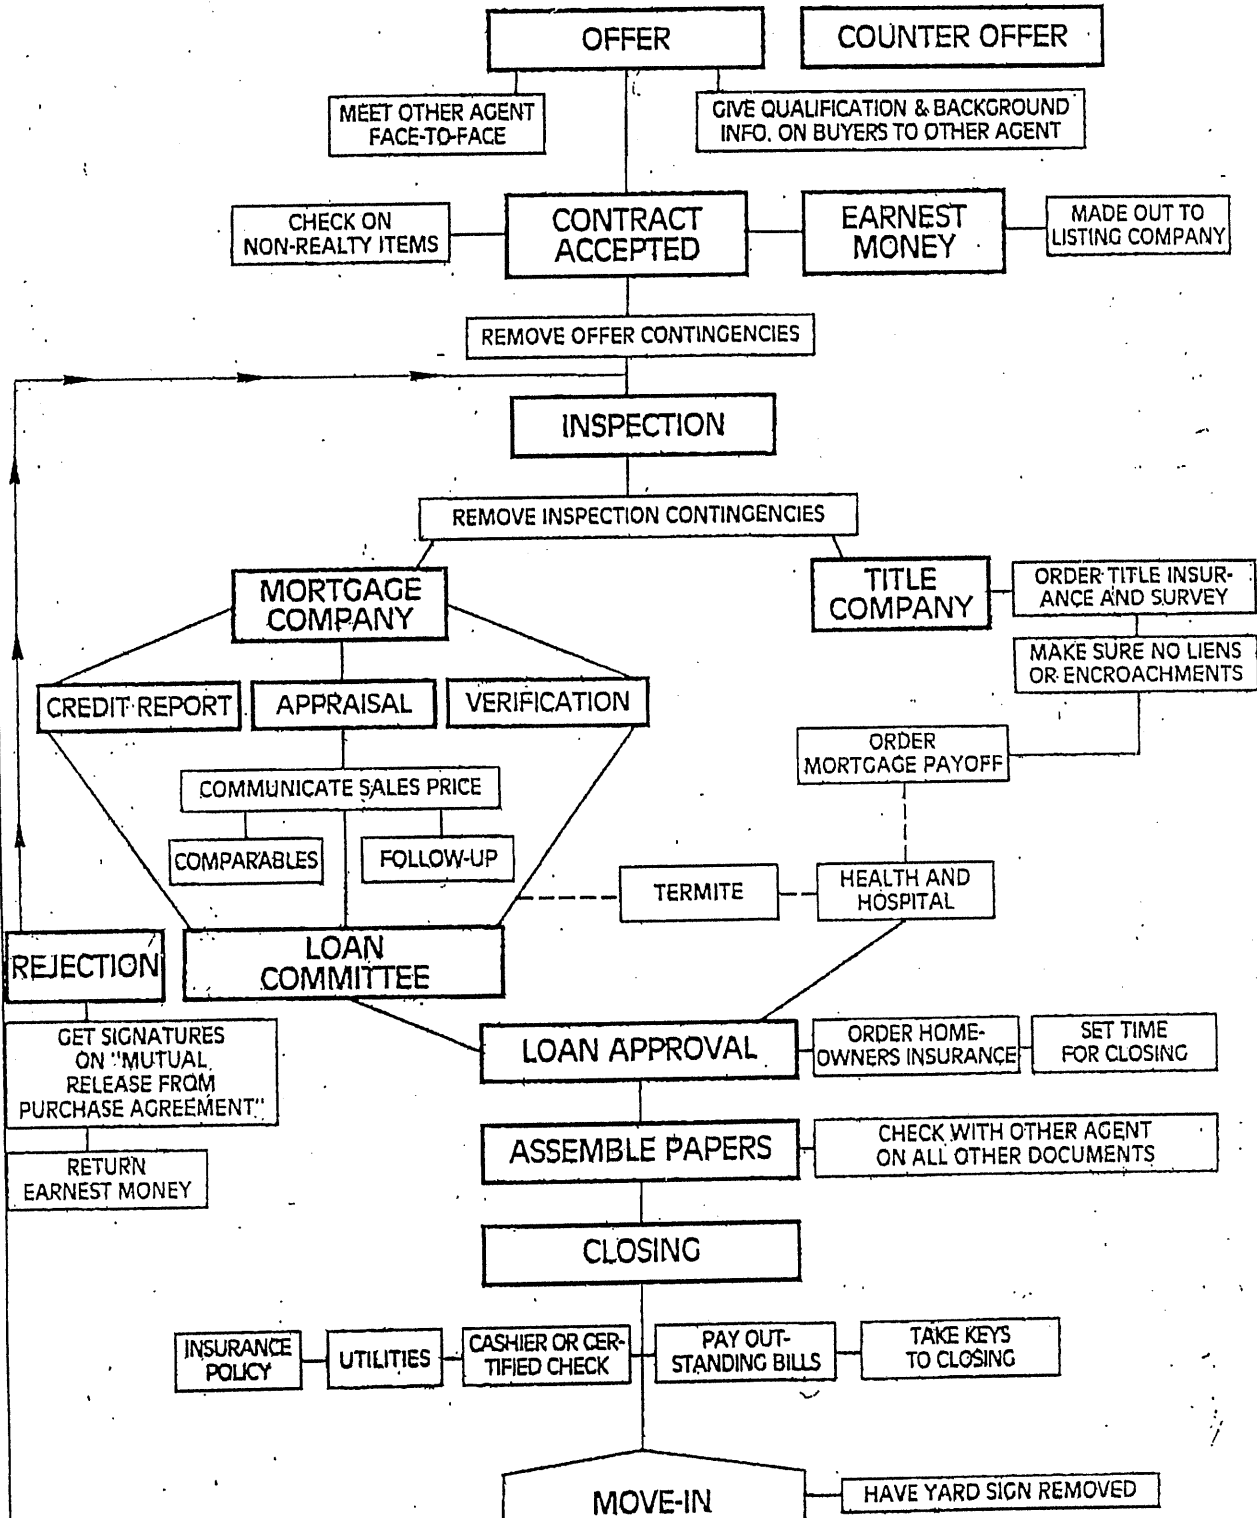 OFFER
COUNTER OFFER
MEET OTHER AGENT
FACE-TO-FACE
GIVE QUALIFICATION & BACKGROUND
INFO. ON BUYERS TO OTHER AGENT
CHECK ON
NON-REALTY ITEMS
CONTRACT
ACCEPTED
EARNEST
MONEY
MADE OUT TO
LISTING COMPANY
REMOVE OFFER CONTINGENCIES
INSPECTION
REMOVE INSPECTION CONTINGENCIES
MORTGAGE
COMPANY
TITLE
COMPANY
ORDER TITLE INSUR-
ANCE AND SURVEY
MAKE SURE NO LIENS
OR ENCROACHMENTS
CREDIT REPORT
APPRAISAL
VERIFICATION
ORDER
MORTGAGE PAYOFF
COMMUNICATE SALES PRICE
COMPARABLES
FOLLOW-UP
TERMITE
HEALTH AND
HOSPITAL
REJECTION
LOAN
COMMITTEE
GET SIGNATURES
ON "MUTUAL
RELEASE FROM
PURCHASE AGREEMENT"
LOAN APPROVAL
ORDER HOME-
OWNERS INSURANCE
SET TIME
FOR CLOSING
RETURN
EARNEST MONEY
ASSEMBLE PAPERS
CHECK WITH OTHER AGENT
ON ALL OTHER DOCUMENTS
CLOSING
INSURANCE
POLICY
UTILITIES
CASHIER OR CER-
TIFIED CHECK
PAY OUT-
STANDING BILLS
TAKE KEYS
TO CLOSING
MOVE-IN
HAVE YARD SIGN REMOVED